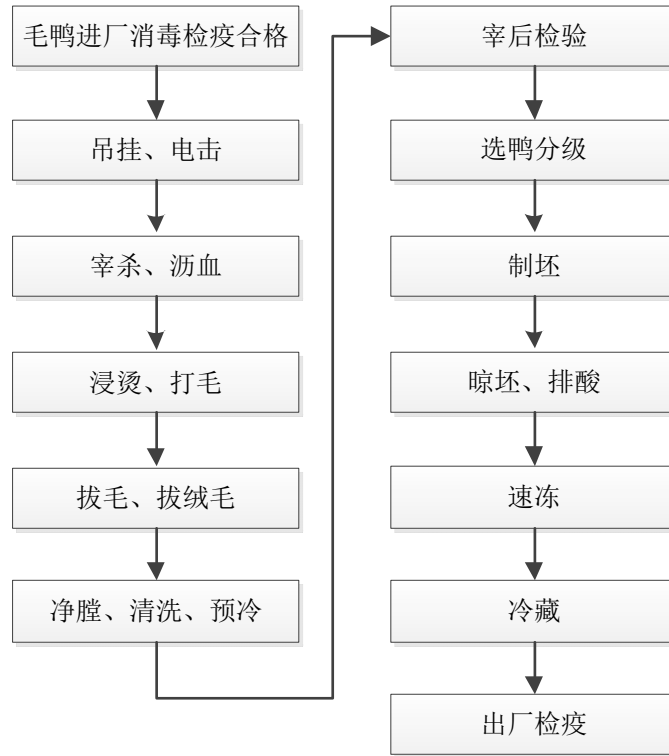 毛鸭进厂消毒检疫合格
吊挂、电击
宰杀、沥血
浸烫、打毛
拔毛、拔绒毛
净膛、清洗、预冷
宰后检验
选鸭分级
制坯
晾坯、排酸
速冻
冷藏
出厂检疫